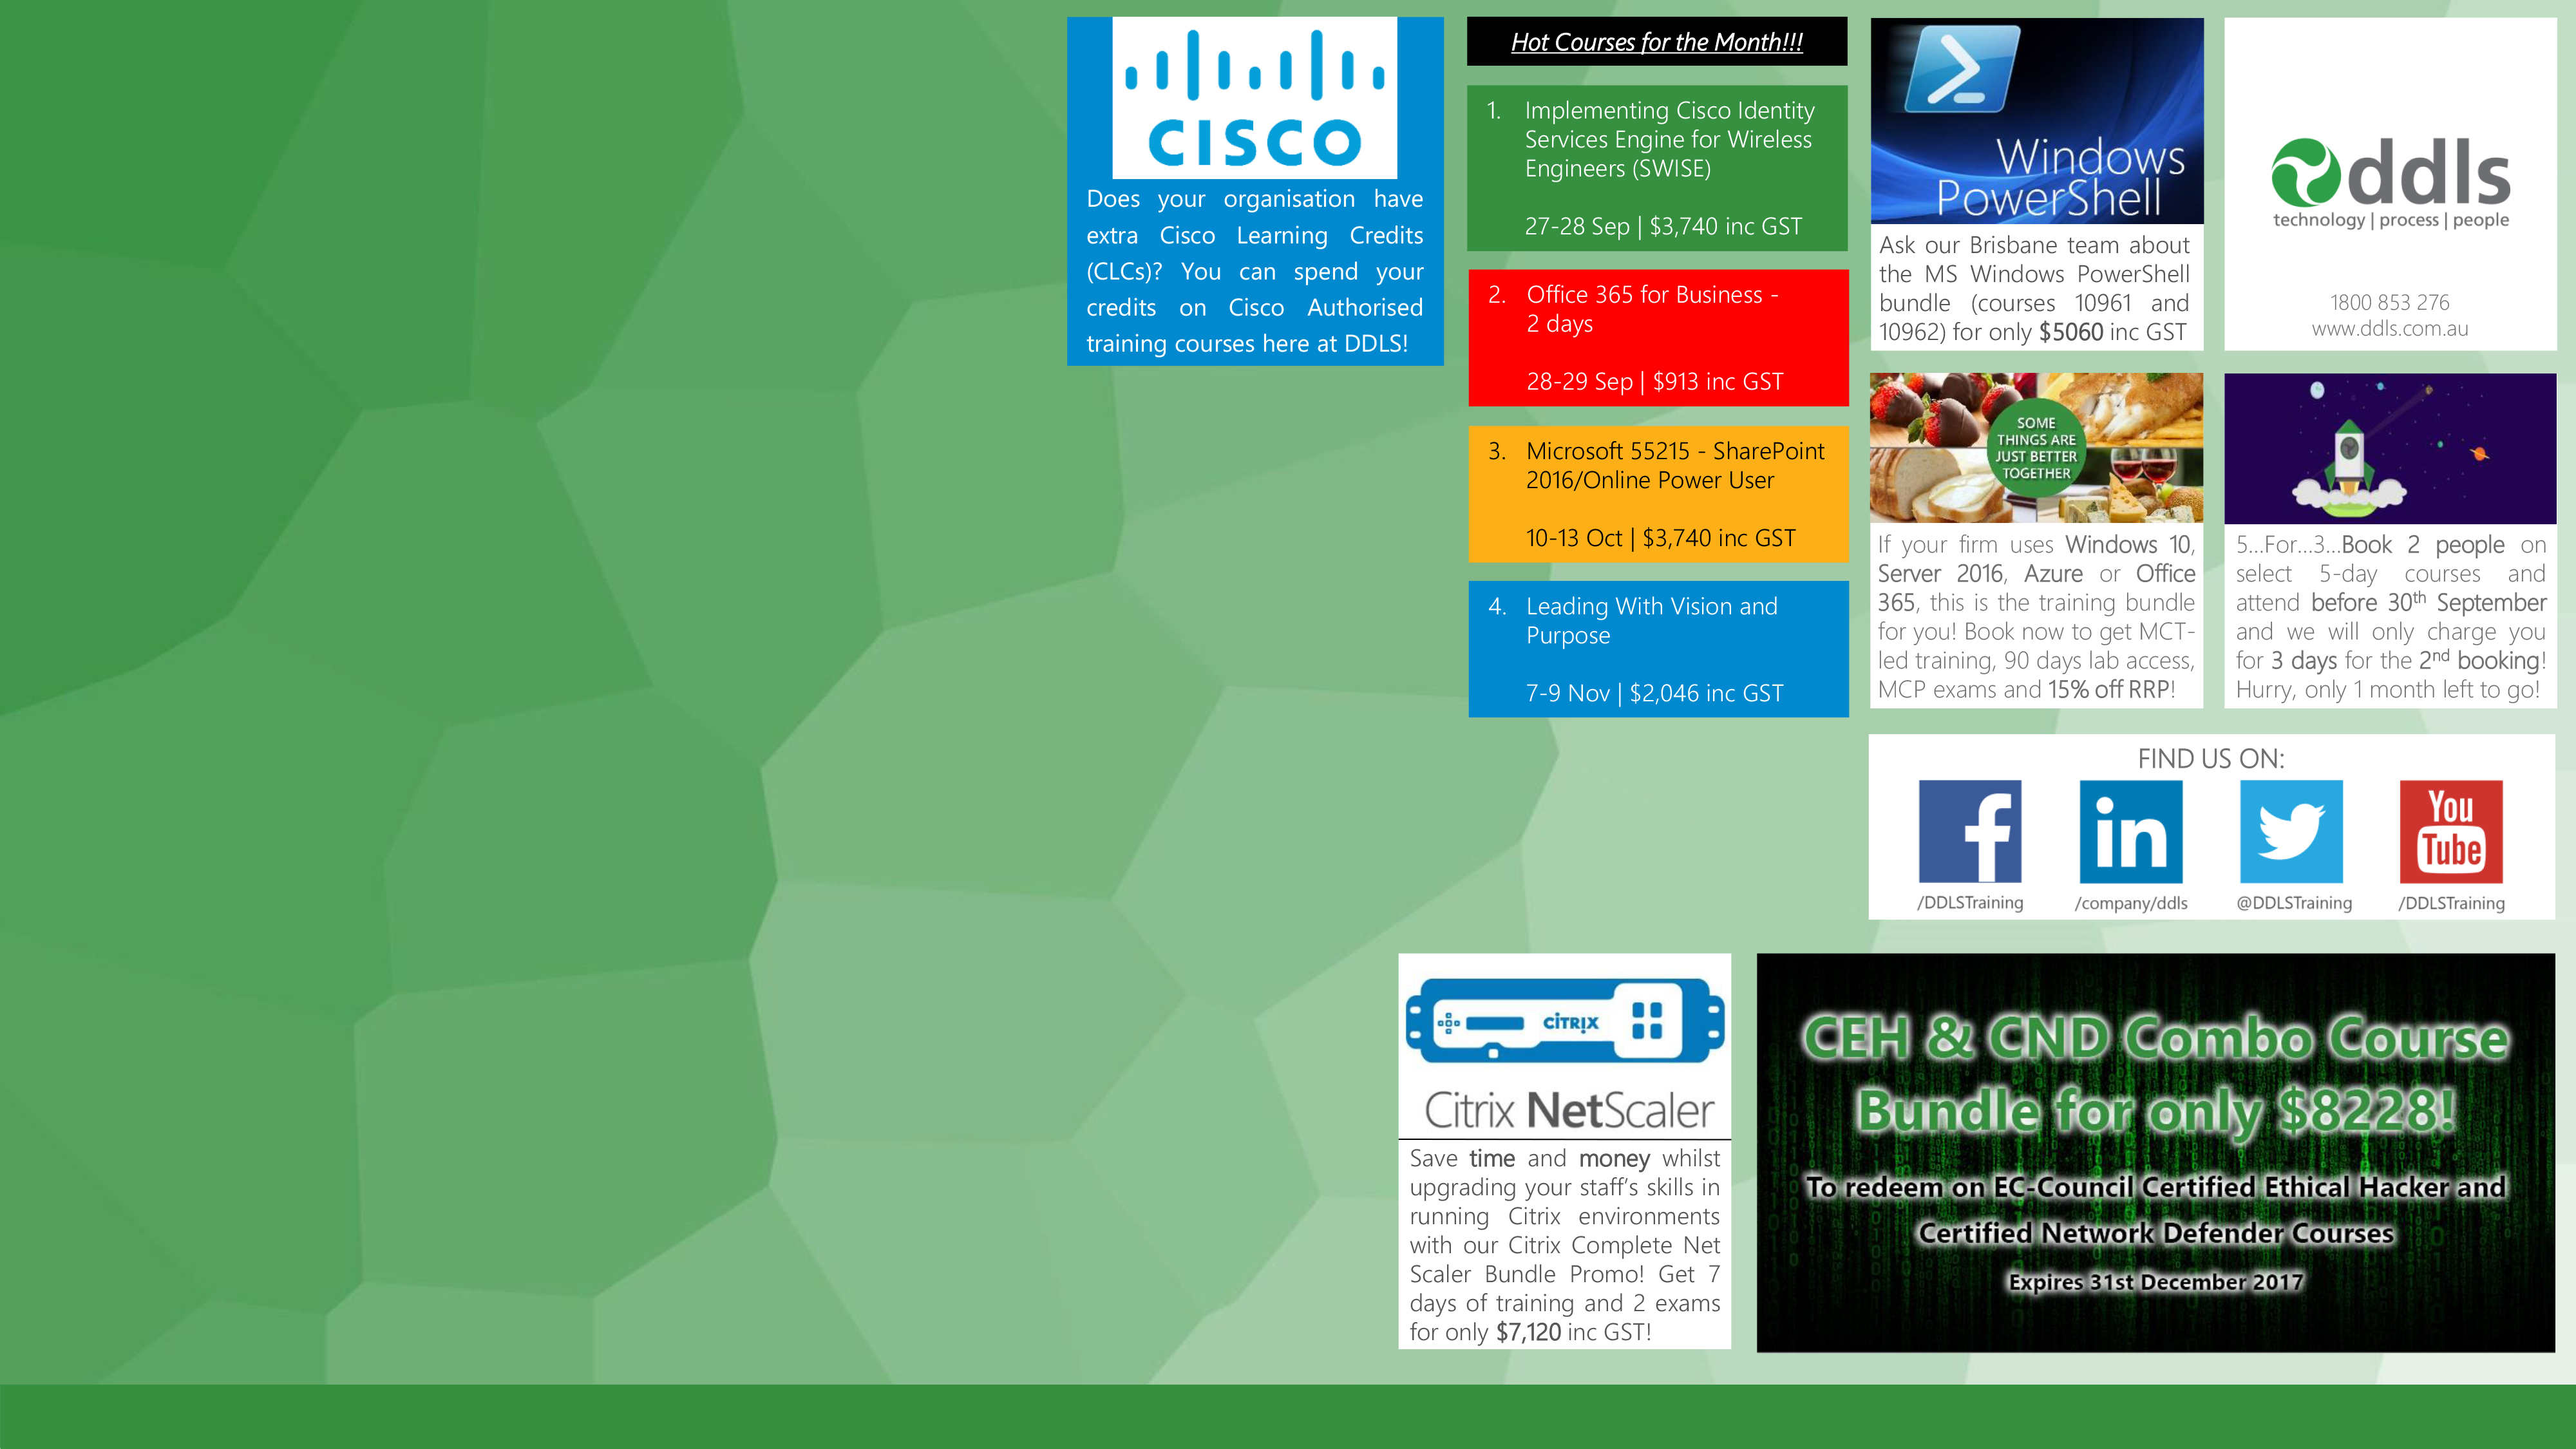 CISCO
Does your organisation have
extra Cisco Learning Credits
(CLCs)? You can spend your
credits on Cisco Authorised
training courses here at DDLS!
Hot Courses for the Month!!!
1. Implementing Cisco Identity
Services Engine for Wireless
Engineers (SWISE)
27-28 Sep | $3,740 inc GST
2. Office 365 for Business -
2 days
28-29 Sep | $913 inc GST
3. Microsoft 55215 - SharePoint
2016/Online Power User
10-13 Oct | $3,740 inc GST
4. Leading With Vision and
Purpose
7-9 Nov | $2,046 inc GST
Windows
PowerShell
Ask our Brisbane team about
the MS Windows PowerShell
bundle (courses 10961 and
10962) for only $5060 inc GST
ddls
technology | process | people
1800 853 276
www.ddls.com.au
SOME
THINGS ARE
JUST BETTER
TOGETHER
If your firm uses Windows 10,
Server 2016, Azure or Office
365, this is the training bundle
for you! Book now to get MCT-
led training, 90 days lab access,
MCP exams and 15% off RRP!
5...For...3...Book 2 people on
select 5-day courses and
attend before 30th September
and we will only charge you
for 3 days for the 2nd booking!
Hurry, only 1 month left to go!
FIND US ON:
f
in
You
Tube
/DDLSTraining
/company/ddls
@DDLSTraining
/DDLSTraining
CITRIX
Citrix NetScaler
Save time and money whilst
upgrading your staff's skills in
running Citrix environments
with our Citrix Complete Net
Scaler Bundle Promo! Get 7
days of training and 2 exams
for only $7,120 inc GST!
CEH & CND Combo Course
Bundle for only $8228!
To redeem on EC-Council Certified Ethical Hacker and
Certified Network Defender Courses
Expires 31st December 2017